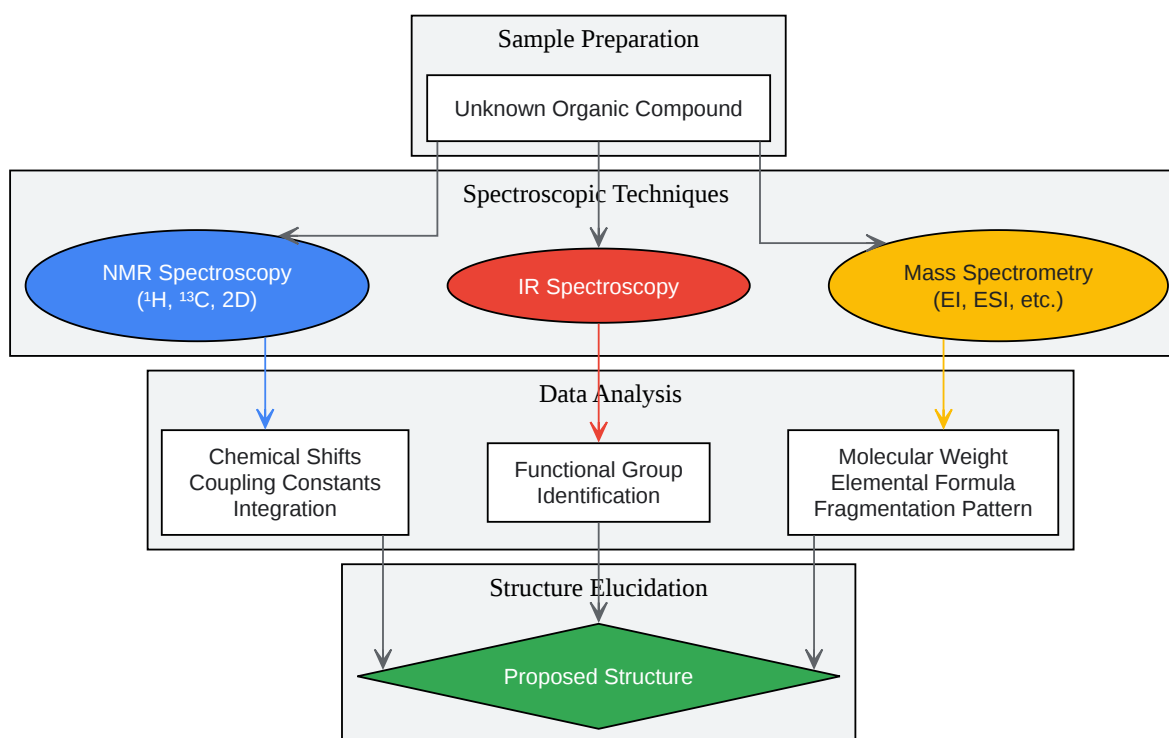 Sample Preparation
Unknown Organic Compound
Spectroscopic Techniques
NMR Spectroscopy
(¹H, ¹³C, 2D)
IR Spectroscopy
Mass Spectrometry
(EI, ESI, etc.)
Data Analysis
Chemical Shifts
Coupling Constants
Integration
Functional Group
Identification
Molecular Weight
Elemental Formula
Fragmentation Pattern
Structure Elucidation
Proposed Structure